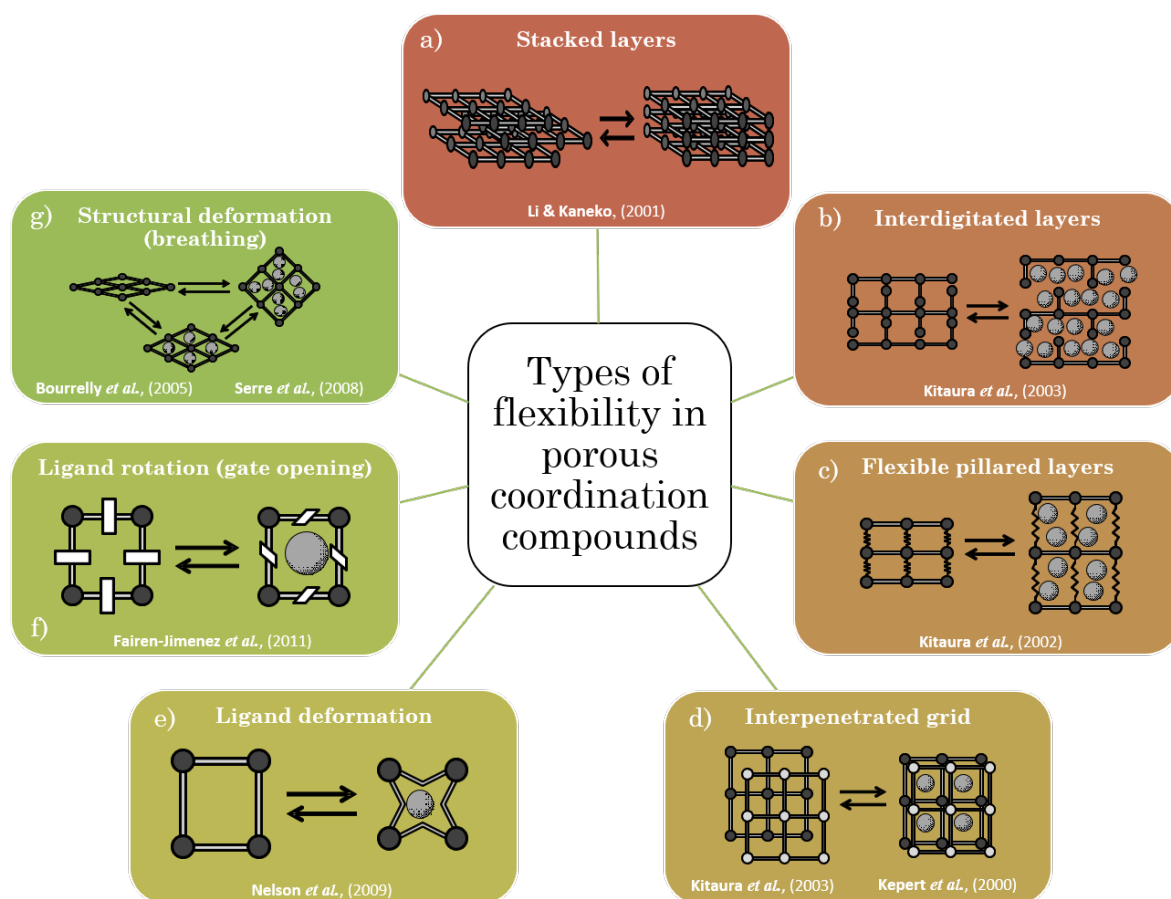 a)
Stacked layers
Li & Kaneko, (2001)
b)
Interdigitated layers
Kitaura et al., (2003)
c)
Flexible pillared layers
Kitaura et al., (2002)
d)
Interpenetrated grid
Kitaura et al., (2003)
Kepert et al., (2000)
e)
Ligand deformation
Nelson et al., (2009)
Ligand rotation (gate opening)
f)
Fairen-Jimenez et al., (2011)
g)
Structural deformation
(breathing)
Bourrelly et al., (2005)
Serre et al., (2008)
Types of
flexibility in
porous
coordination
compounds